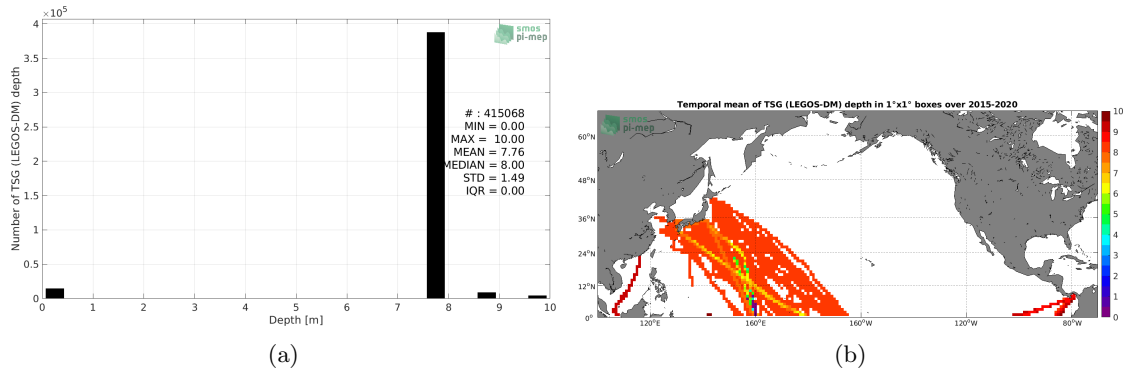 ×10⁵
4
3.5
3
2.5
2
1.5
1
0.5
0
Number of TSG (LEGOS-DM) depth
smos
pi-mep
# : 415068
MIN = 0.00
MAX = 10.00
MEAN = 7.76
MEDIAN = 8.00
STD = 1.49
IQR = 0.00
0 1 2 3 4 5 6 7 8 9 10
Depth [m]
(a)
Temporal mean of TSG (LEGOS-DM) depth in 1°x1° boxes over 2015-2020
smos
pi-mep
60°N
48°N
36°N
24°N
12°N
0°
120°E 160°E 160°W 120°W 80°W
10
9
8
7
6
5
4
3
2
1
0
(b)